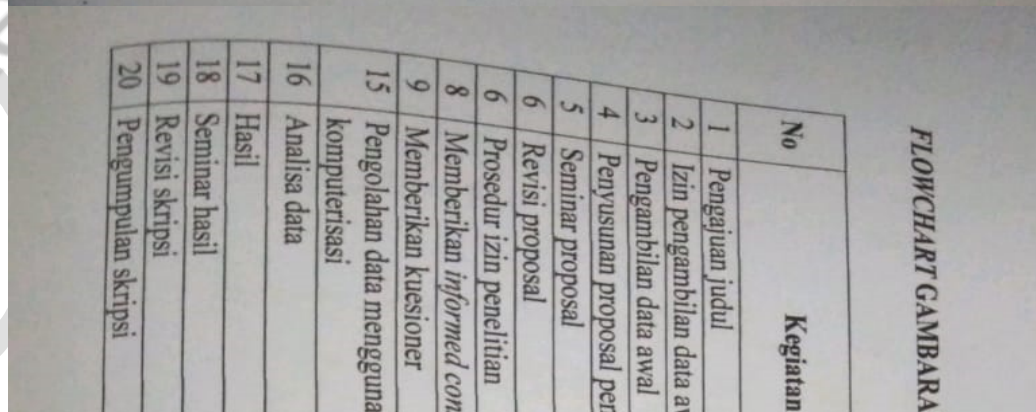 FLOWCHART GAMBARA
No Kegiatan
1 Pengajuan judul
2 Izin pengambilan data
3 Pengambilan data awal
4 Penyusunan proposal
5 Seminar proposal
6 Revisi proposal
6 Prosedur izin penelitian
8 Memberikan informed
9 Memberikan kuesioner
15 Pengolahan data mengguna
komputerisasi
16 Analisa data
17 Hasil
18 Seminar hasil
19 Revisi skripsi
20 Pengumpulan skripsi